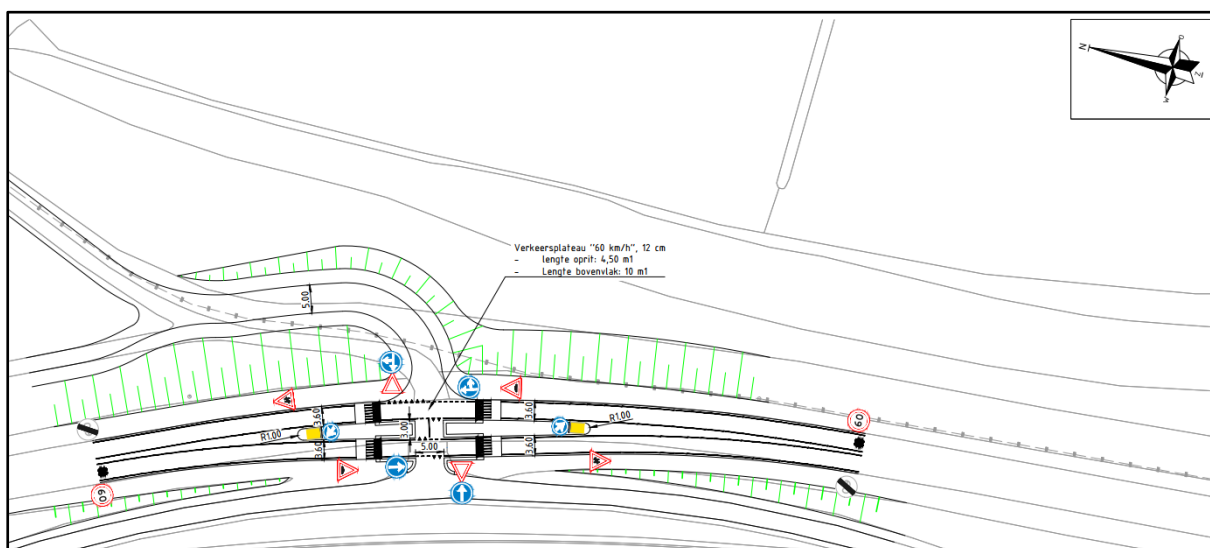 N
O
Z
W
Verkeersplateau "60 km/h", 12 cm
- lengte oprit: 4,50 m1
- Lengte bovenvlak: 10 m1
5.00
3.60
3.60
R1.00
3.00
R1.00
60
3.60
5.00
3.60
60